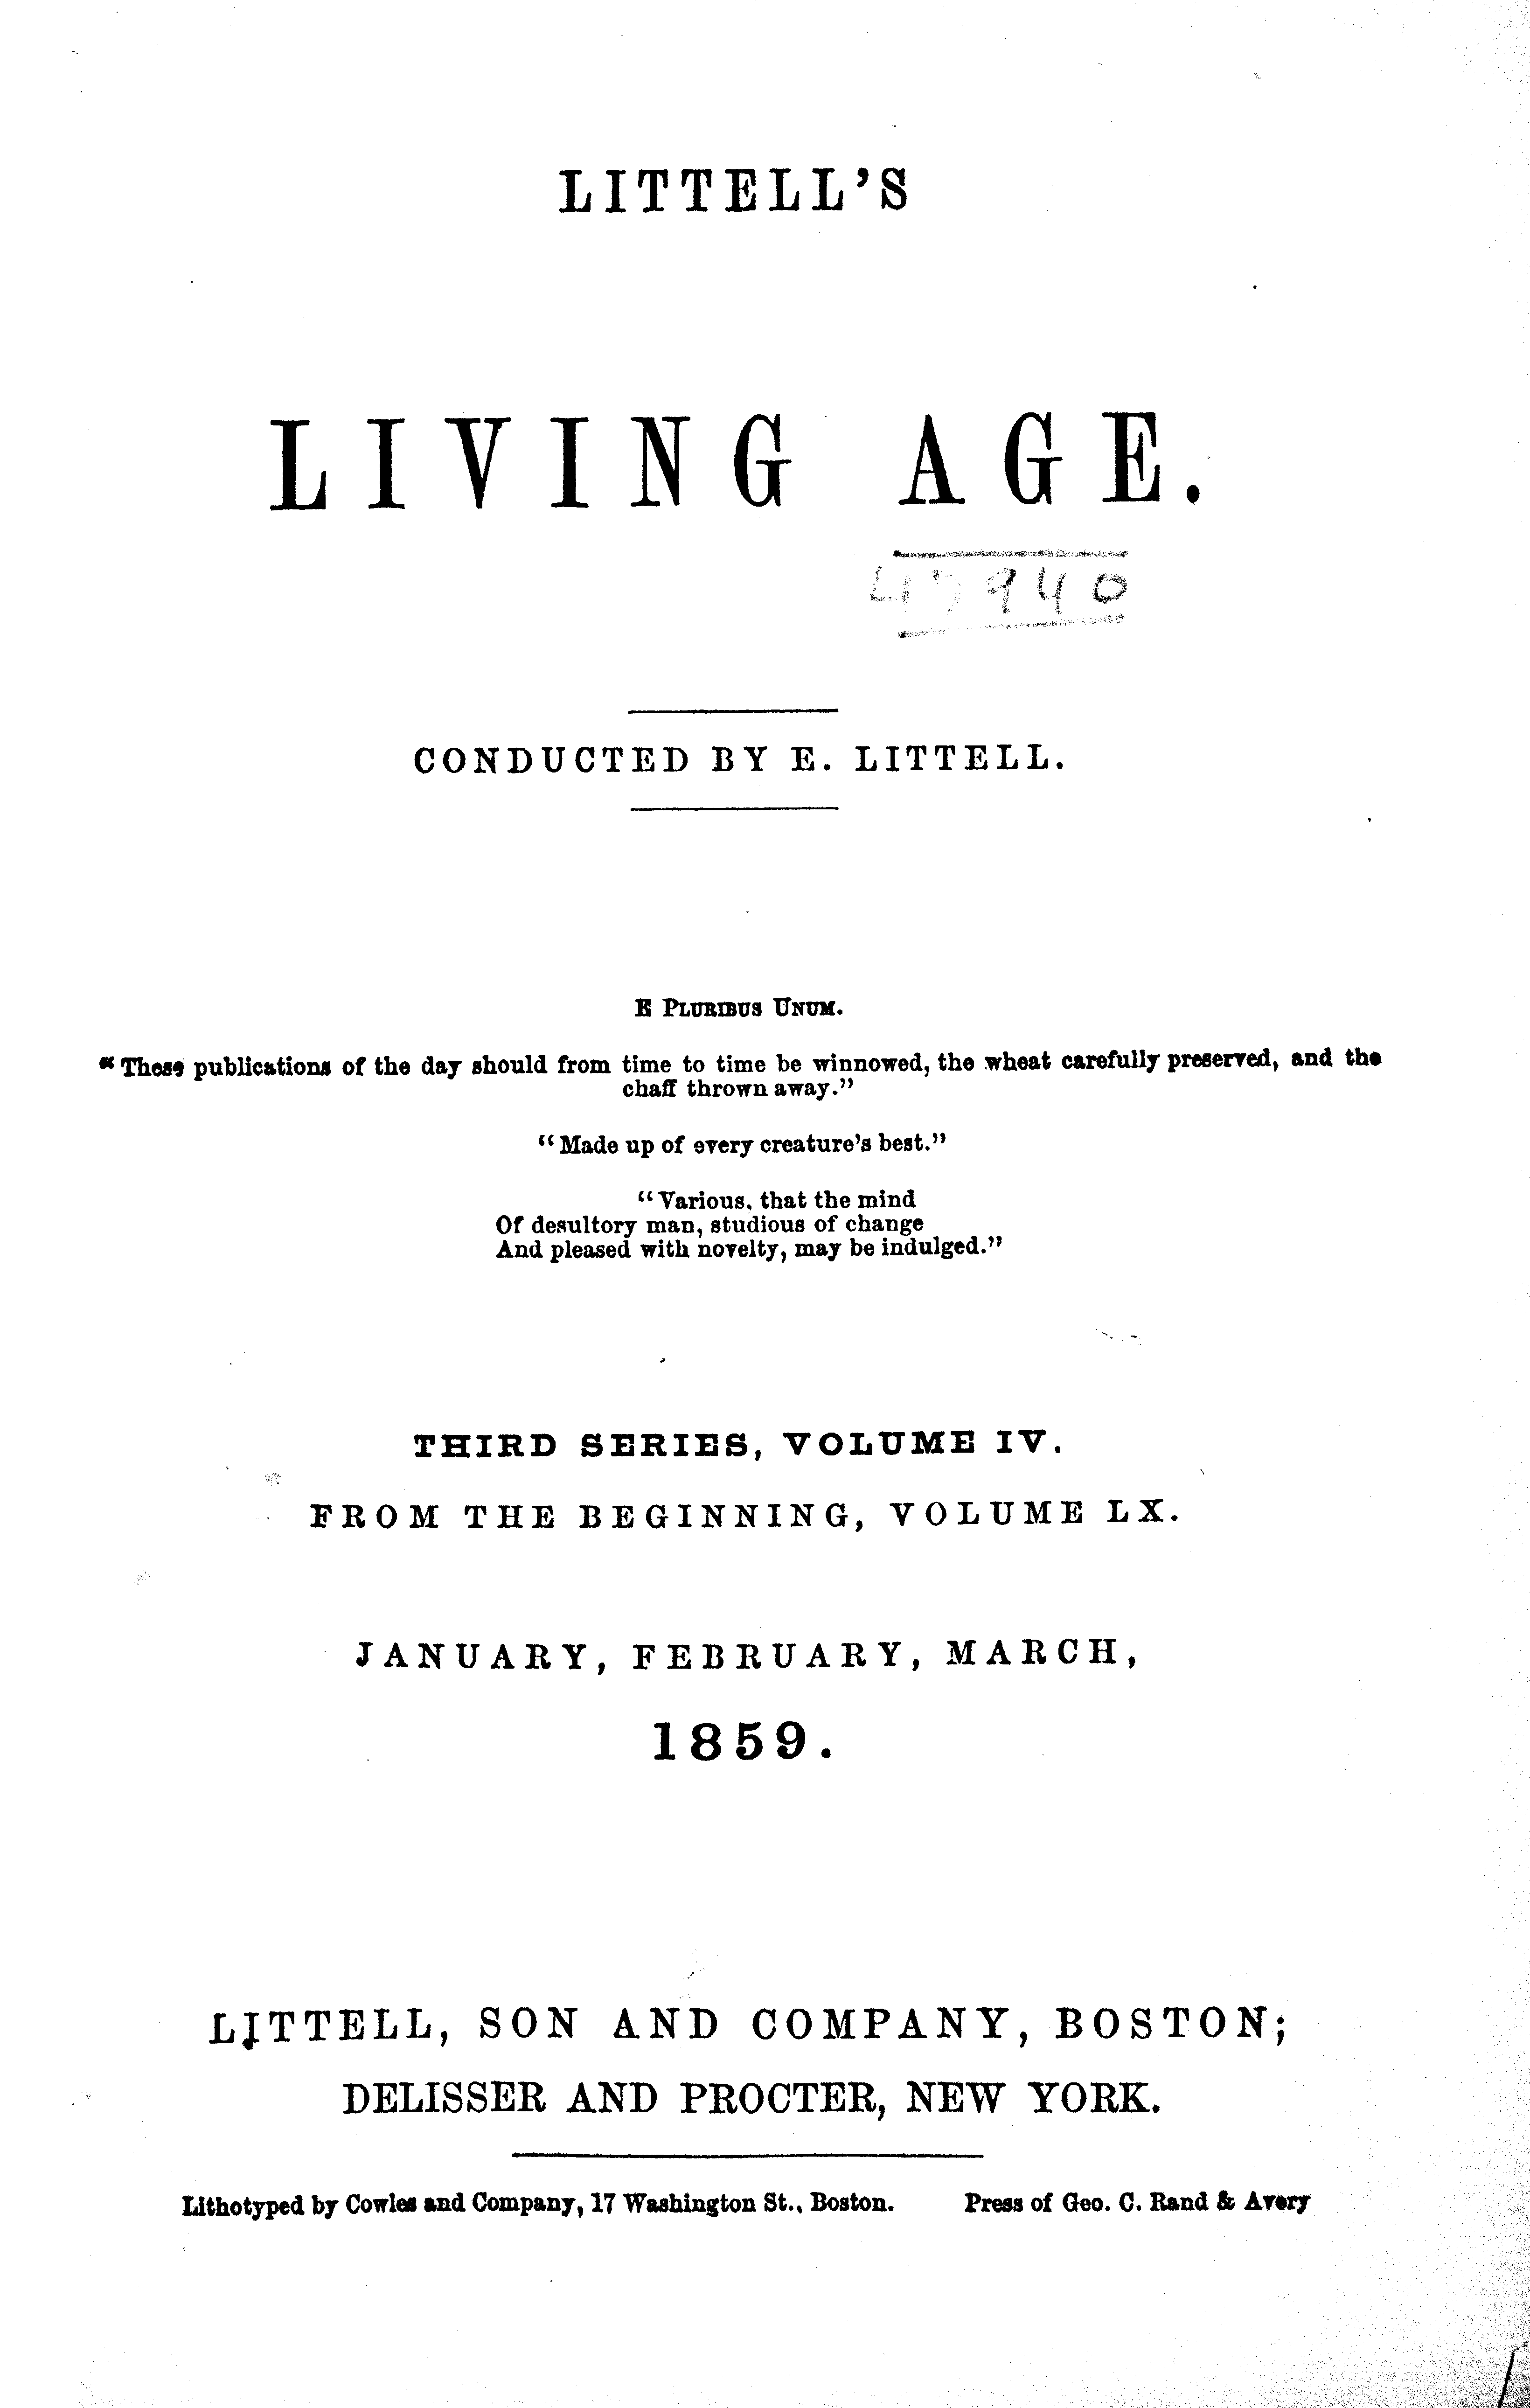 LITTELL'S
LIVING AGE.
CONDUCTED BY E. LITTELL.
E PLURIBUS UNUM.
“These publications of the day should from time to time be winnowed, the wheat carefully preserved, and the
chaff thrown away.”
“Made up of every creature's best.”
“Various, that the mind
Of desultory man, studious of change
And pleased with novelty, may be indulged.”
THIRD SERIES, VOLUME IV.
FROM THE BEGINNING, VOLUME LX.
JANUARY, FEBRUARY, MARCH,
1859.
LITTELL, SON AND COMPANY, BOSTON;
DELISSER AND PROCTER, NEW YORK.
Lithotyped by Cowles and Company, 17 Washington St., Boston. Press of Geo. C. Rand & Avery